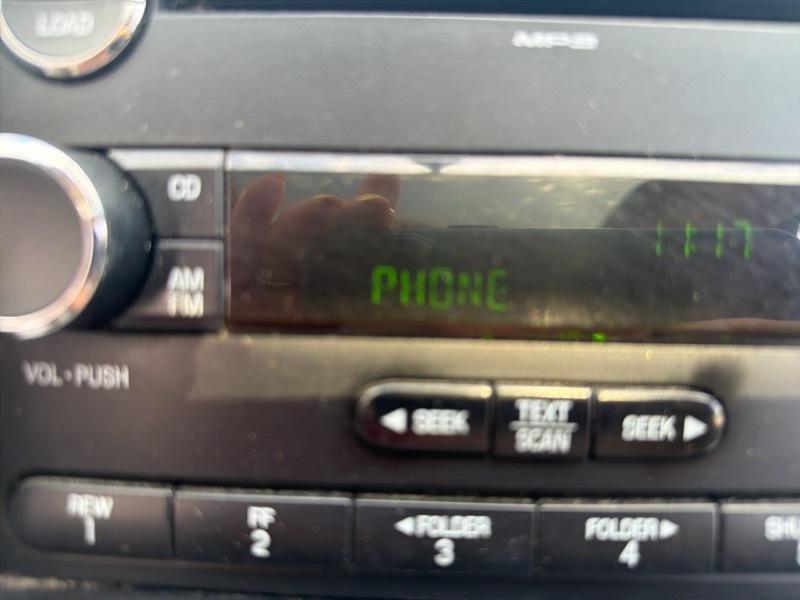 LOAD
MP3
CD
11:17
AM
FM
PHONE
VOL • PUSH
◀ SEEK
TEXT
SCAN
SEEK ▶
REW
1
FF
2
◀FOLDER
3
FOLDER▶
4